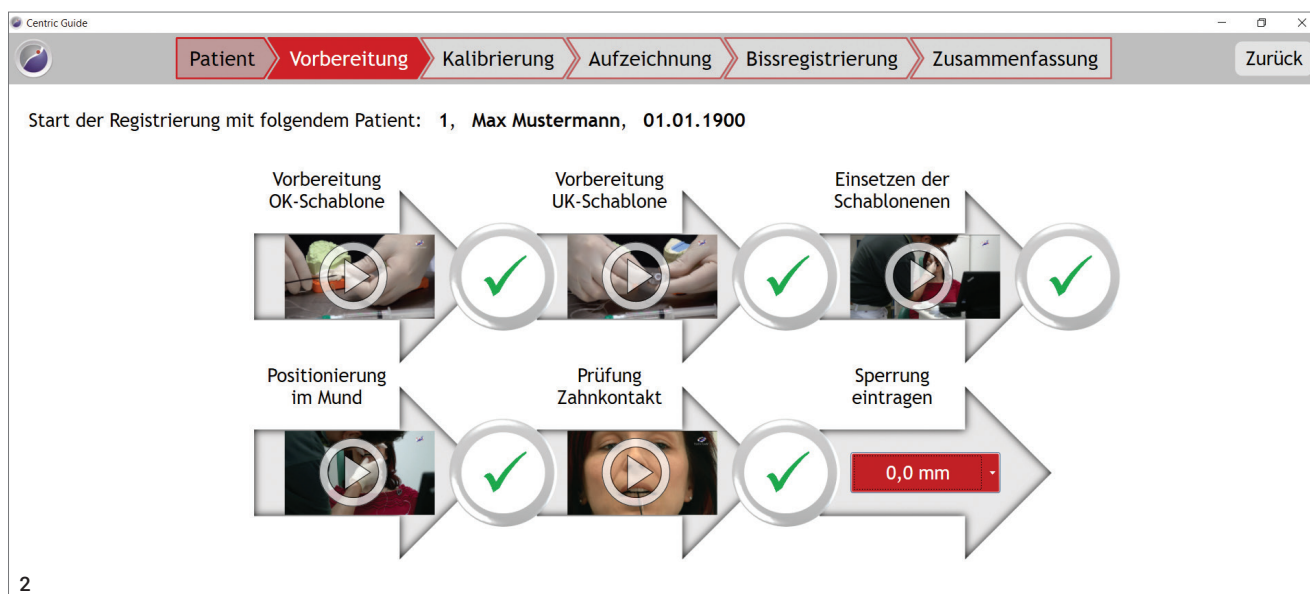 Centric Guide
Patient Vorbereitung Kalibrierung Aufzeichnung Bissregistrierung Zusammenfassung Zurück
Start der Registrierung mit folgendem Patient: 1, Max Mustermann, 01.01.1900
Vorbereitung
OK-Schablone
Vorbereitung
UK-Schablone
Einsetzen der
Schablonenen
Positionierung
im Mund
Prüfung
Zahnkontakt
Sperrung
eintragen
0,0 mm
2